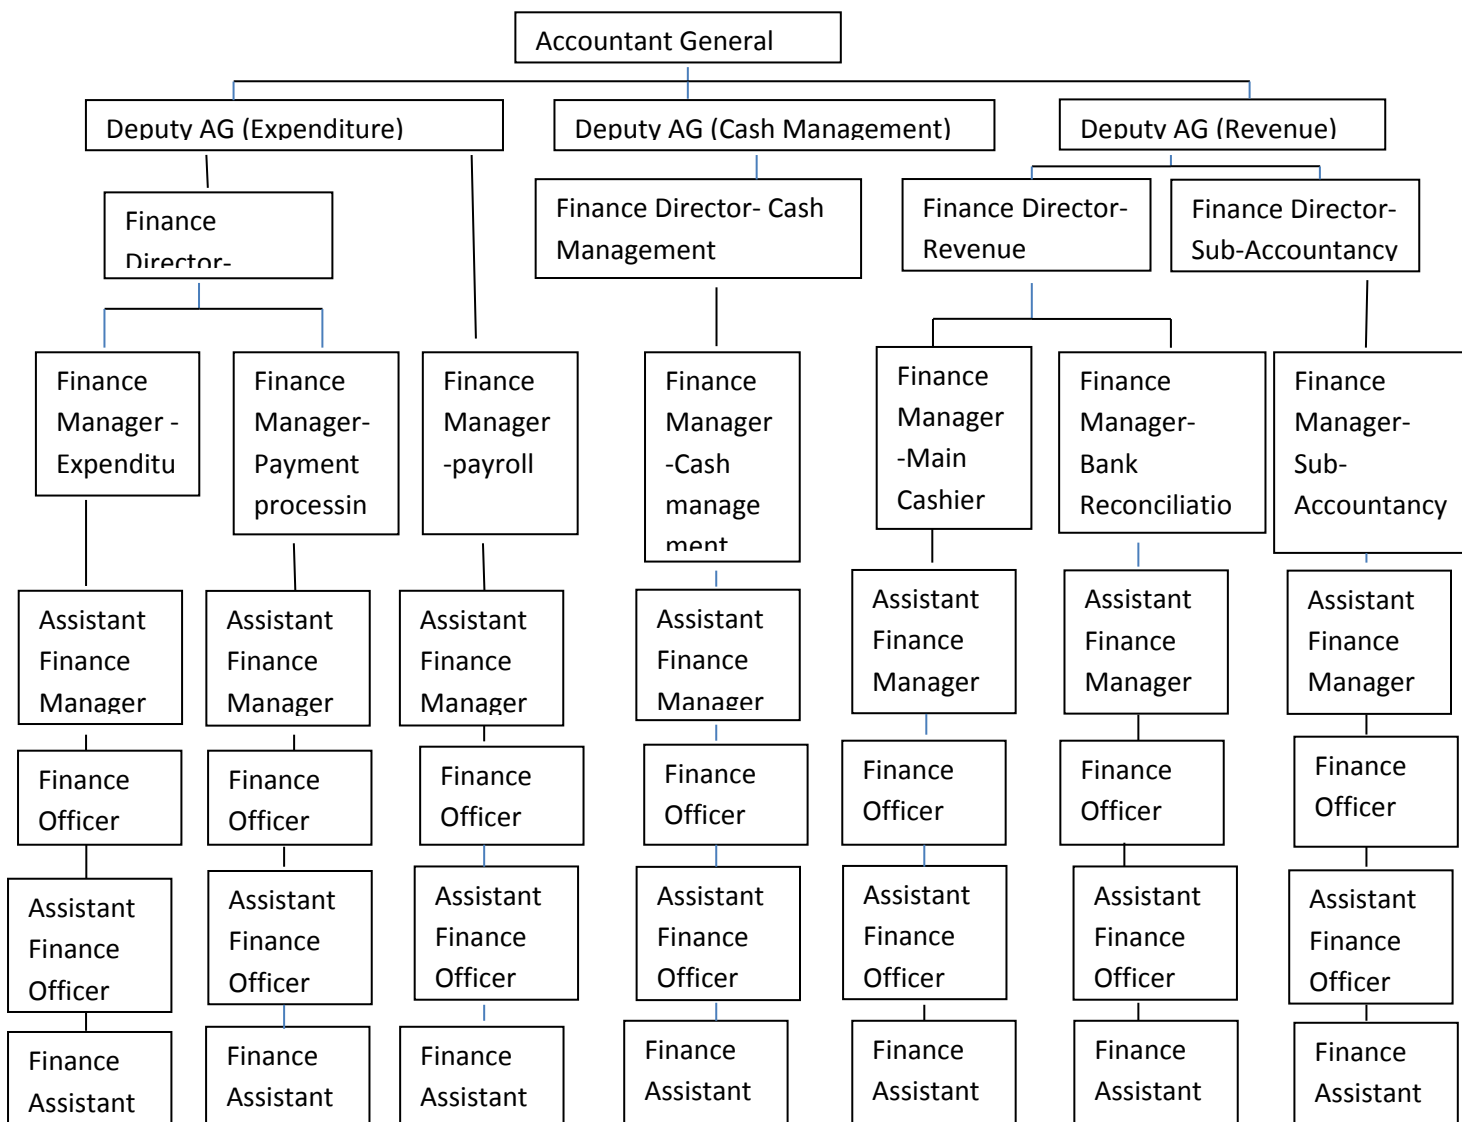 Accountant General
Deputy AG (Expenditure)
Deputy AG (Cash Management)
Deputy AG (Revenue)
Finance
Director-
Finance Director- Cash
Management
Finance Director-
Revenue
Finance Director-
Sub-Accountancy
Finance
Manager -
Expenditu
Finance
Manager-
Payment
processin
Finance
Manager
-payroll
Finance
Manager
-Cash
manage
ment
Finance
Manager
-Main
Cashier
Finance
Manager-
Bank
Reconciliatio
Finance
Manager-
Sub-
Accountancy
Assistant
Finance
Manager
Assistant
Finance
Manager
Assistant
Finance
Manager
Assistant
Finance
Manager
Assistant
Finance
Manager
Assistant
Finance
Manager
Assistant
Finance
Manager
Finance
Officer
Finance
Officer
Finance
Officer
Finance
Officer
Finance
Officer
Finance
Officer
Finance
Officer
Assistant
Finance
Officer
Assistant
Finance
Officer
Assistant
Finance
Officer
Assistant
Finance
Officer
Assistant
Finance
Officer
Assistant
Finance
Officer
Assistant
Finance
Officer
Finance
Assistant
Finance
Assistant
Finance
Assistant
Finance
Assistant
Finance
Assistant
Finance
Assistant
Finance
Assistant